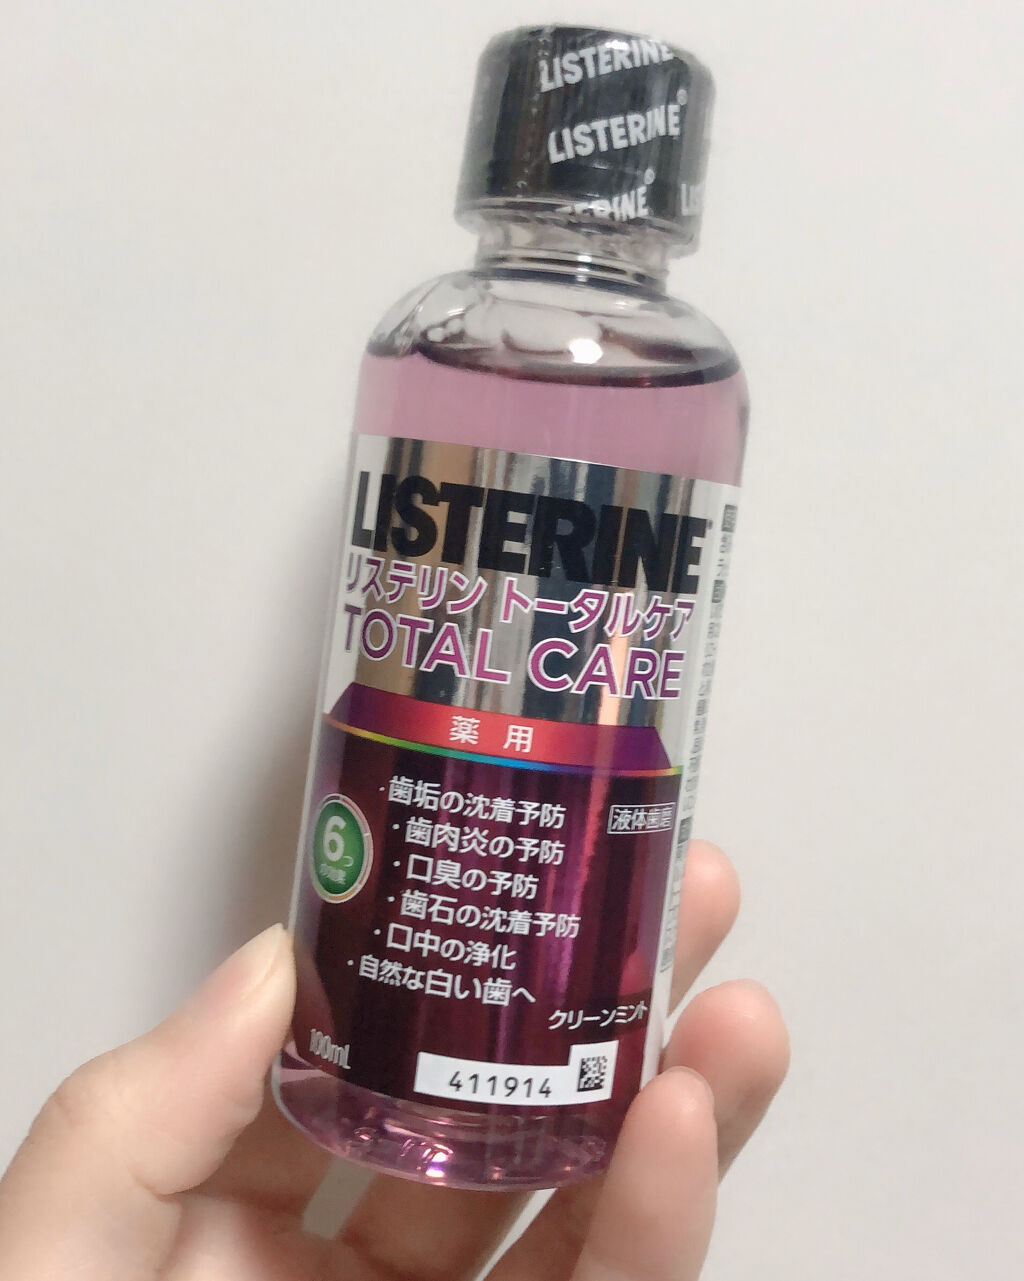 LISTERINE
LISTERINE®
LISTERINE
リステリン トータルケア
TOTAL CARE
薬用
・歯垢の沈着予防
・歯肉炎の予防
・口臭の予防
・歯石の沈着予防
・口中の浄化
・自然な白い歯へ
6つの効果
液体歯磨
クリーンミント
100mL
411914